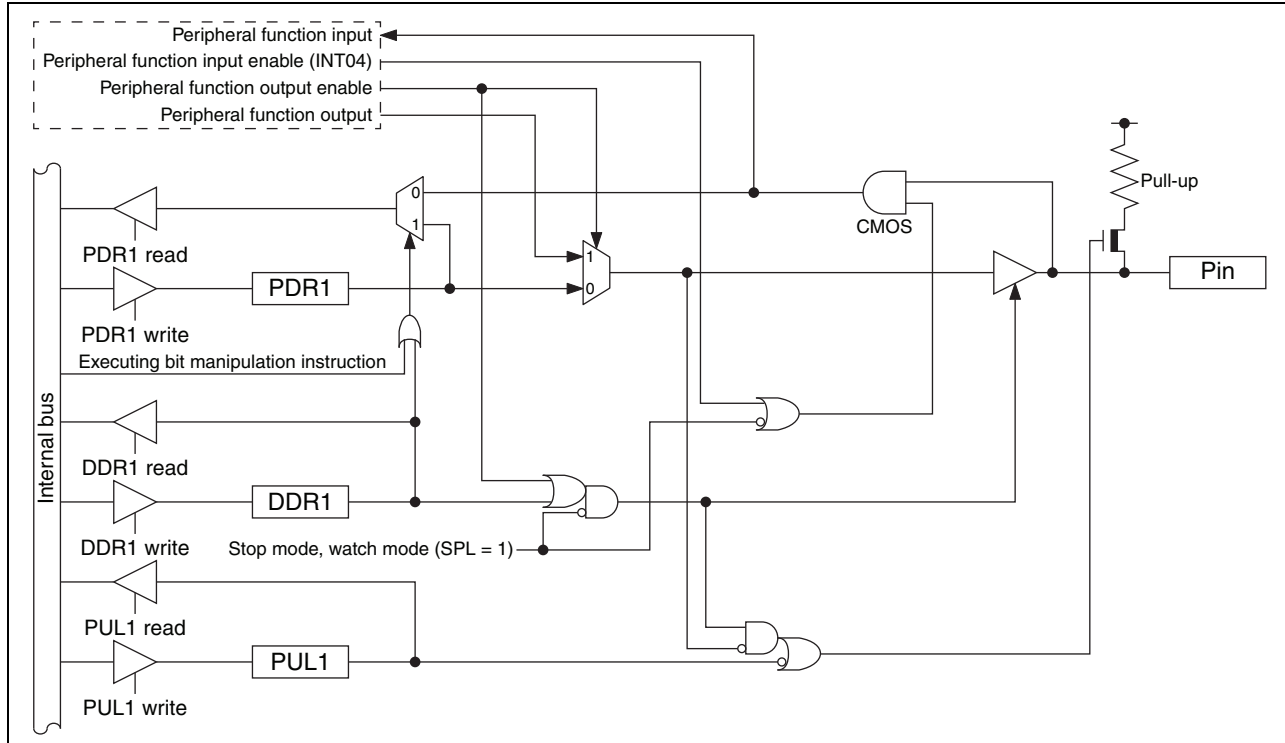 Peripheral function input
Peripheral function input enable (INT04)
Peripheral function output enable
Peripheral function output
Pull-up
0
1
CMOS
PDR1 read
1
0
Pin
PDR1
PDR1 write
Executing bit manipulation instruction
Internal bus
DDR1 read
DDR1
DDR1 write
Stop mode, watch mode (SPL = 1)
PUL1 read
PUL1
PUL1 write